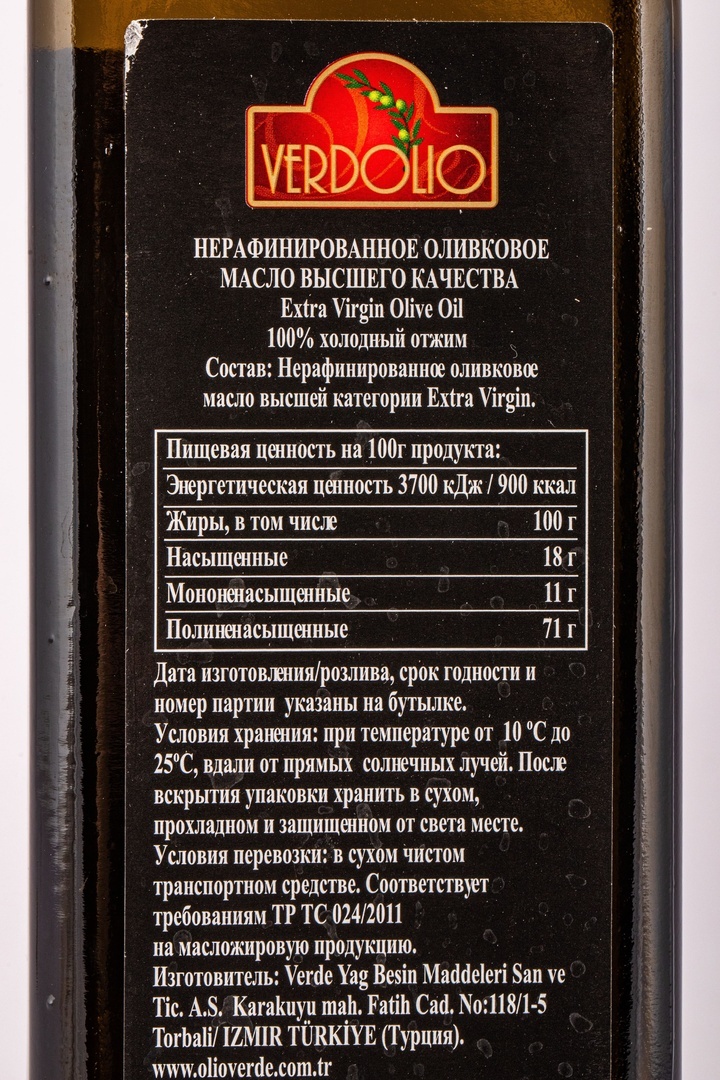 VERDOLIO
НЕРАФИНИРОВАННОЕ ОЛИВКОВОЕ
МАСЛО ВЫСШЕГО КАЧЕСТВА
Extra Virgin Olive Oil
100% холодный отжим
Состав: Нерафинированное оливковое
масло высшей категории Extra Virgin.
Пищевая ценность на 100г продукта:
Энергетическая ценность 3700 кДж / 900 ккал
Жиры, в том числе 100 г
Насыщенные 18 г
Мононенасыщенные 11 г
Полиненасыщенные 71 г
Дата изготовления/розлива, срок годности и
номер партии указаны на бутылке.
Условия хранения: при температуре от 10 ºС до
25ºС, вдали от прямых солнечных лучей. После
вскрытия упаковки хранить в сухом,
прохладном и защищенном от света месте.
Условия перевозки: в сухом чистом
транспортном средстве. Соответствует
требованиям ТР ТС 024/2011
на масложировую продукцию.
Изготовитель: Verde Yag Besin Maddeleri San ve
Tic. A.S. Karakuyu mah. Fatih Cad. No:118/1-5
Torbali/ IZMIR TÜRKİYE (Турция).
www.olioverde.com.tr